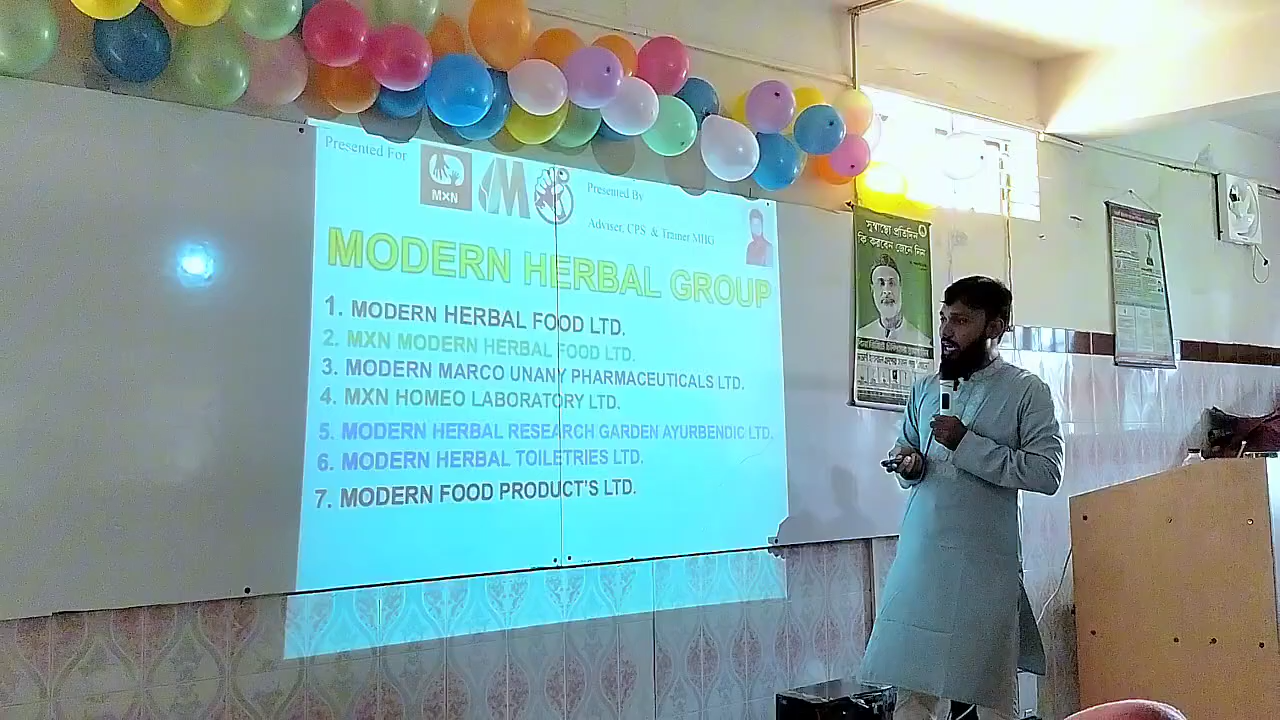 Presented For
MXN
M
Presented By
Adviser, CPS & Trainer MHG
MODERN HERBAL GROUP
1. MODERN HERBAL FOOD LTD.
2. MXN MODERN HERBAL FOOD LTD.
3. MODERN MARCO UNANY PHARMACEUTICALS LTD.
4. MXN HOMEO LABORATORY LTD.
5. MODERN HERBAL RESEARCH GARDEN AYURBENDIC LTD.
6. MODERN HERBAL TOILETRIES LTD.
7. MODERN FOOD PRODUCT'S LTD.
সুস্বাস্থ্যে প্রতিদিন
কি করবেন জেনে নিন